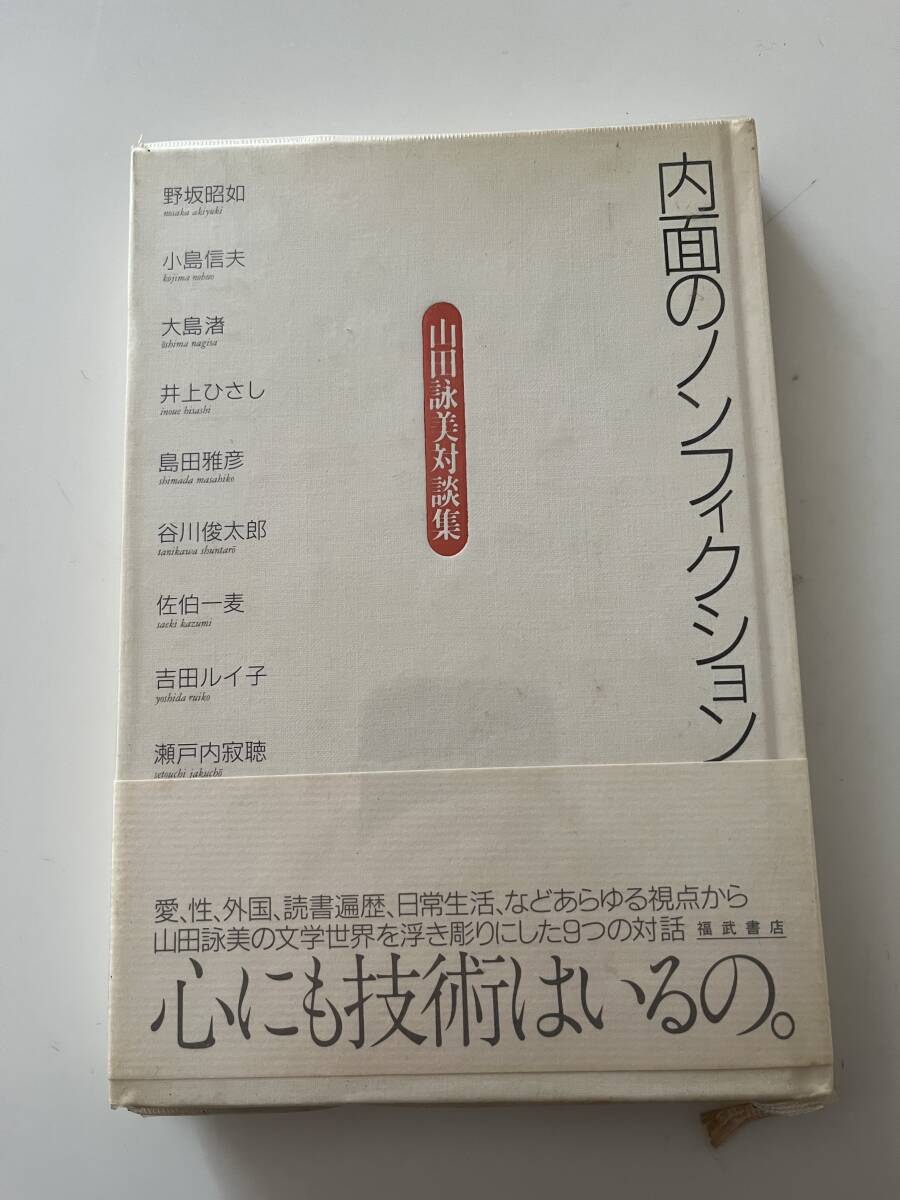 内面のノンフィクション
山田詠美対談集
野坂昭如
nosaka akiyuki
小島信夫
kojima nobuo
大島渚
ōshima nagisa
井上ひさし
inoue hisashi
島田雅彦
shimada masahiko
谷川俊太郎
tanikawa shuntarō
佐伯一麦
saeki kazumi
吉田ルイ子
yoshida ruiko
瀬戸内寂聴
setouchi jakuchō
愛、性、外国、読書遍歴、日常生活、などあらゆる視点から
山田詠美の文学世界を浮き彫りにした9つの対話 福武書店
心にも技術はいるの。